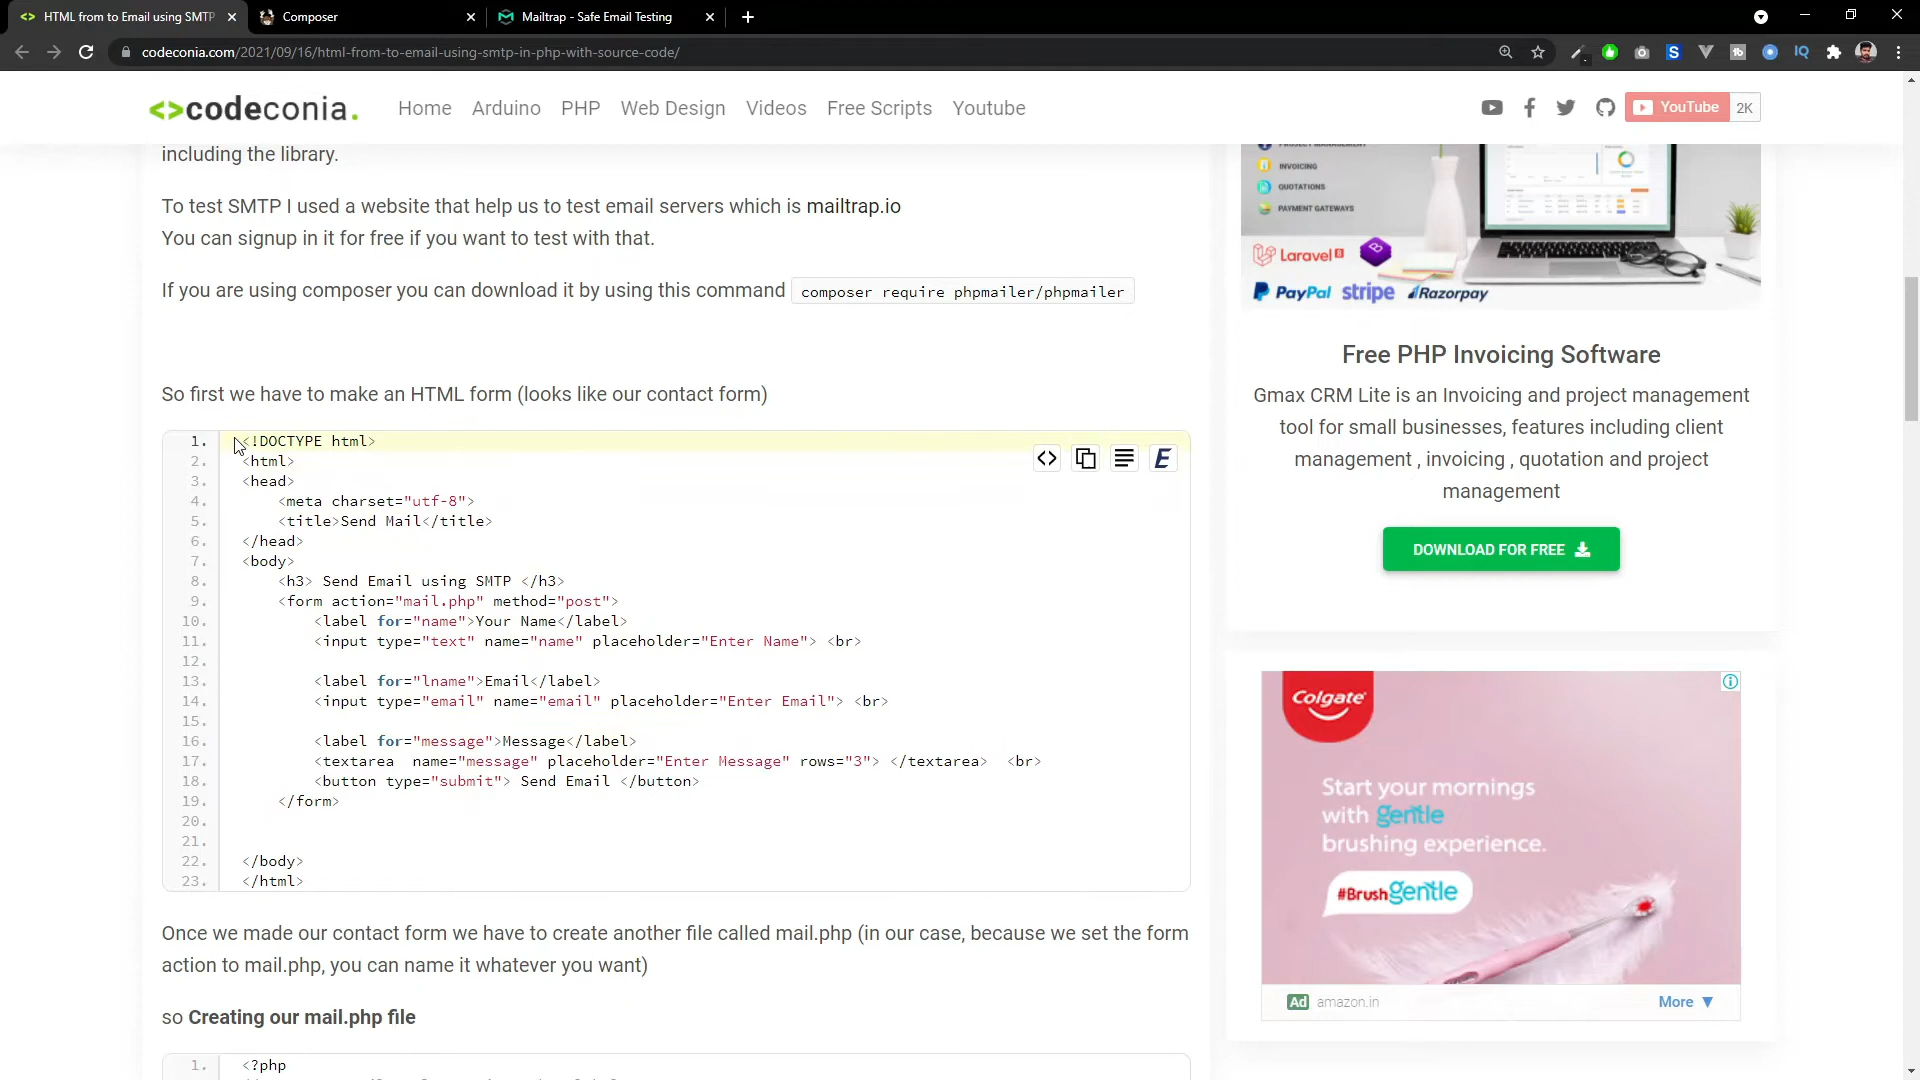 HTML from to Email using SMTP
Composer
Mailtrap - Safe Email Testing
codeconia.com/2021/09/16/html-from-to-email-using-smtp-in-php-with-source-code/
<>codeconia.
Home Arduino PHP Web Design Videos Free Scripts Youtube
YouTube 2K
including the library.
To test SMTP I used a website that help us to test email servers which is mailtrap.io
You can signup in it for free if you want to test with that.
If you are using composer you can download it by using this command composer require phpmailer/phpmailer
So first we have to make an HTML form (looks like our contact form)
1. <!DOCTYPE html>
2. <html>
3. <head>
4. <meta charset="utf-8">
5. <title>Send Mail</title>
6. </head>
7. <body>
8. <h3> Send Email using SMTP </h3>
9. <form action="mail.php" method="post">
10. <label for="name">Your Name</label>
11. <input type="text" name="name" placeholder="Enter Name"> <br>
12.
13. <label for="lname">Email</label>
14. <input type="email" name="email" placeholder="Enter Email"> <br>
15.
16. <label for="message">Message</label>
17. <textarea  name="message" placeholder="Enter Message" rows="3"> </textarea>  <br>
18. <button type="submit"> Send Email </button>
19. </form>
20.
21.
22. </body>
23. </html>
Once we made our contact form we have to create another file called mail.php (in our case, because we set the form
action to mail.php, you can name it whatever you want)
so Creating our mail.php file
1. <?php
INVOICING
QUOTATIONS
PAYMENT GATEWAYS
Laravel 8
PayPal stripe Razorpay
Free PHP Invoicing Software
Gmax CRM Lite is an Invoicing and project management
tool for small businesses, features including client
management , invoicing , quotation and project
management
DOWNLOAD FOR FREE
Colgate
Start your mornings
with gentle
brushing experience.
#Brushgentle
Ad amazon.in
More